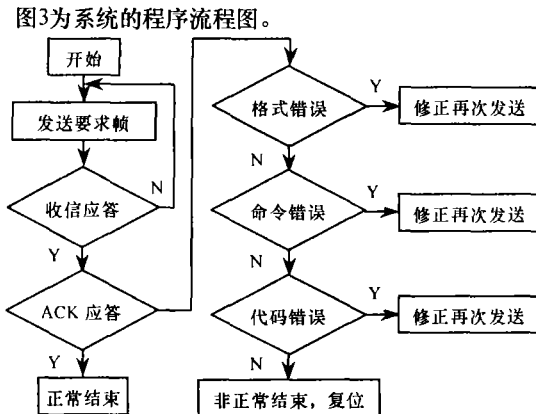 图3为系统的程序流程图。
开始
发送要求帧
收信应答
N
Y
ACK 应答
Y
正常结束
格式错误
Y
修正再次发送
N
命令错误
Y
修正再次发送
N
代码错误
Y
修正再次发送
N
非正常结束，复位